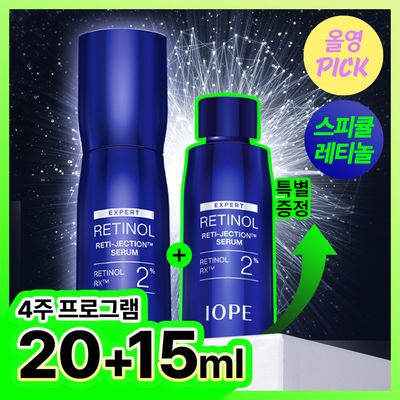 올영
PICK
스피큘
레티놀
EXPERT
RETINOL
RETI-JECTION™
SERUM
RETINOL
RX™
2%
EXPERT
RETINOL
RETI-JECTION™
SERUM
RETINOL
RX™
2%
IOPE
+
특별
증정
4주 프로그램
20+15ml